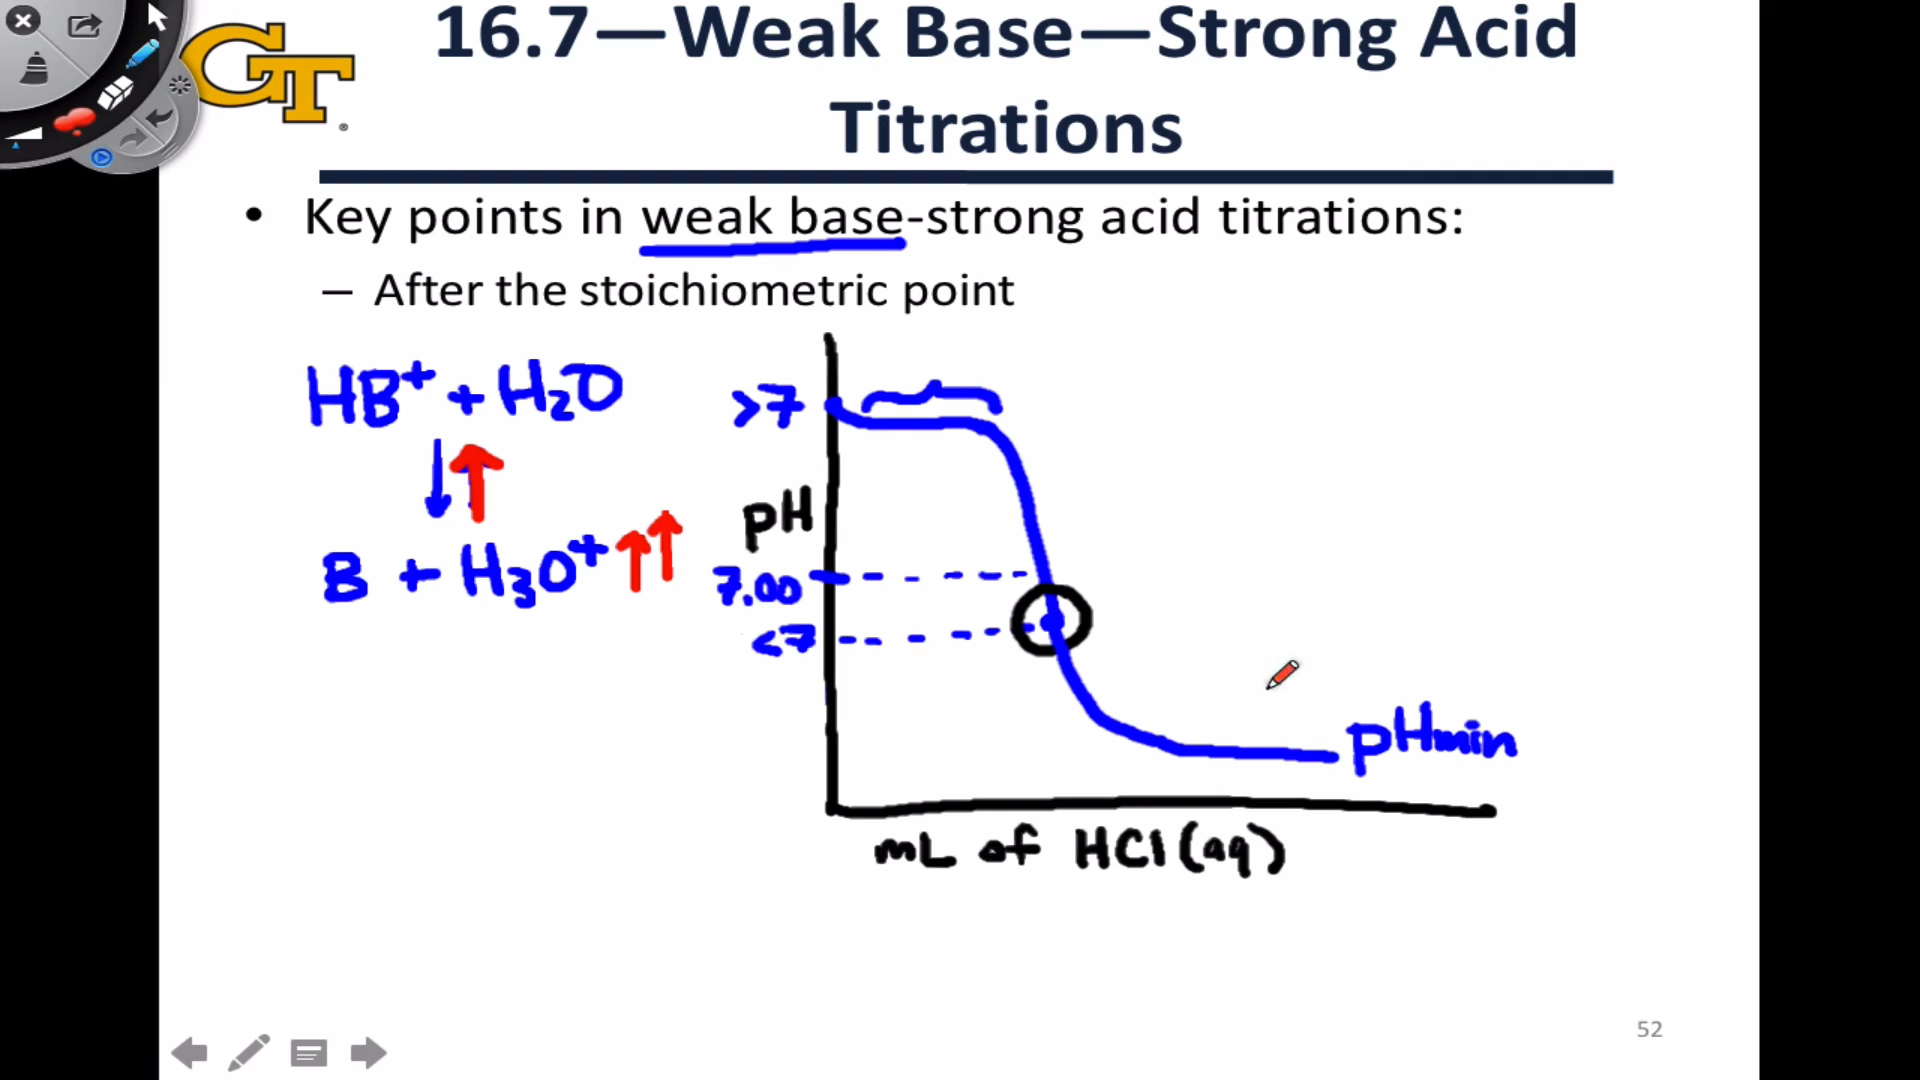 GT
16.7—Weak Base—Strong Acid
Titrations
• Key points in weak base-strong acid titrations:
– After the stoichiometric point
HB⁺ + H₂O
B + H₃O⁺
>7
pH
7.00
<7
pHmin
mL of HCl(aq)
52